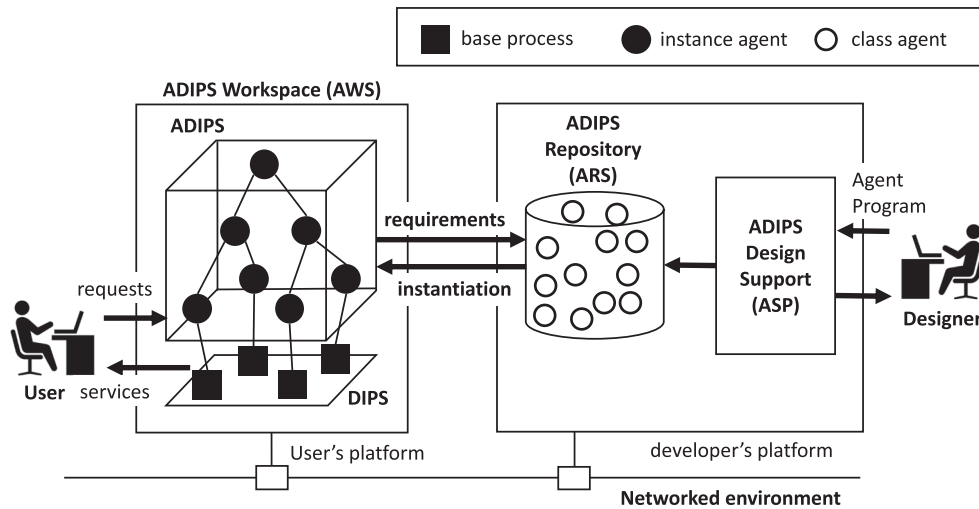 base process
instance agent
class agent
ADIPS Workspace (AWS)
ADIPS
ADIPS
Repository
(ARS)
Agent
Program
requirements
ADIPS
Design
Support
(ASP)
instantiation
requests
Designer
User
services
DIPS
User's platform
developer's platform
Networked environment